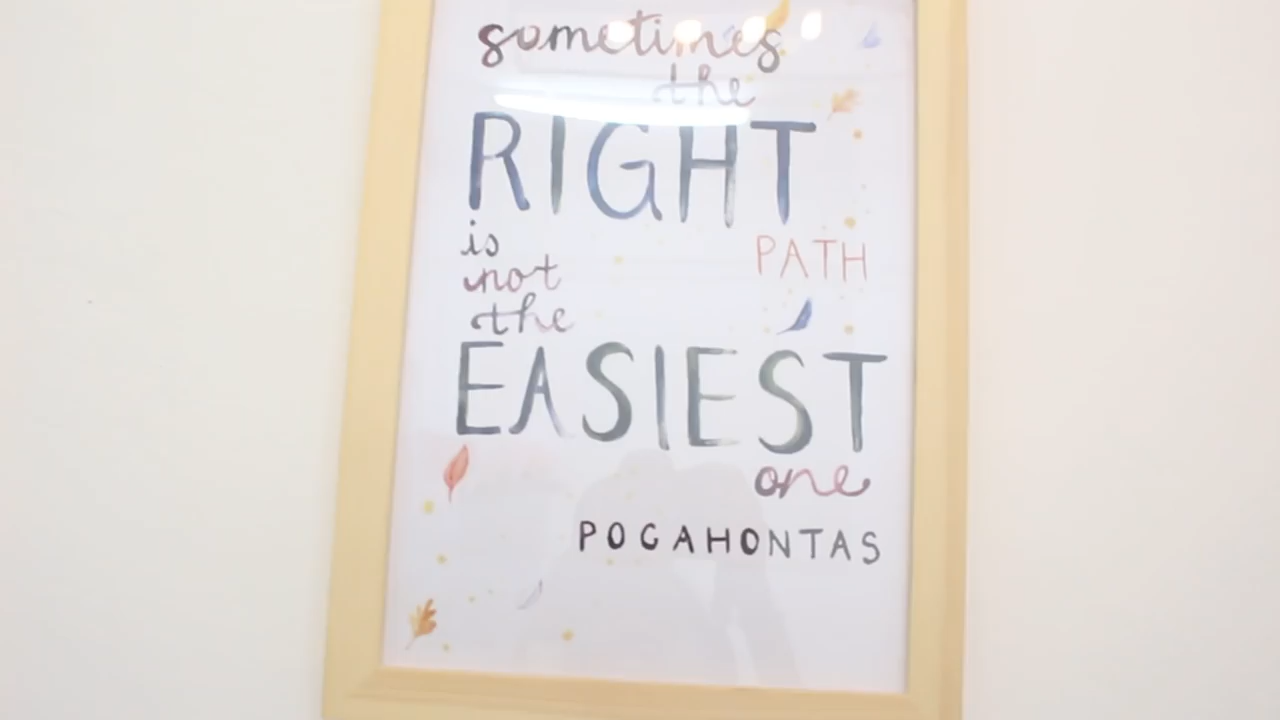 sometimes
the
RIGHT
PATH
is
not
the
EASIEST
one
POCAHONTAS